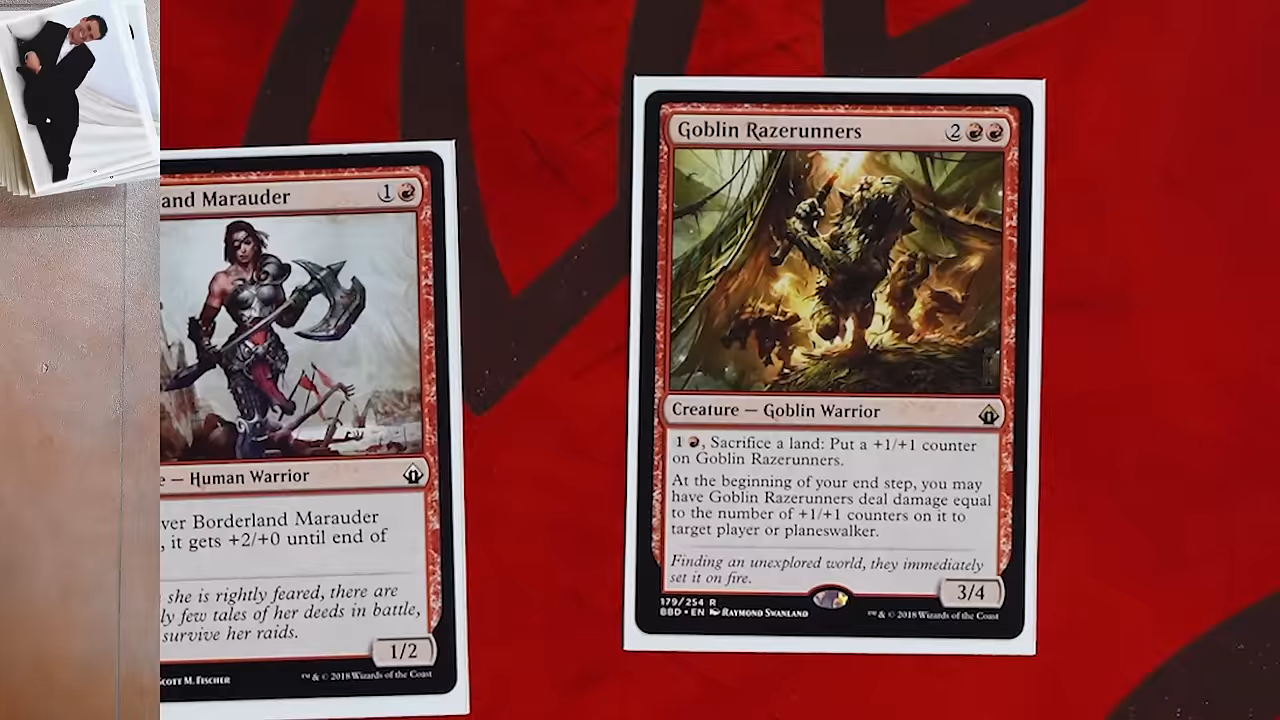 and Marauder
1
e — Human Warrior
ver Borderland Marauder
, it gets +2/+0 until end of
she is rightly feared, there are
ly few tales of her deeds in battle,
survive her raids.
1/2
SCOTT M. FISCHER
™ & © 2018 Wizards of the Coast
Goblin Razerunners
2
Creature — Goblin Warrior
1 , Sacrifice a land: Put a +1/+1 counter
on Goblin Razerunners.
At the beginning of your end step, you may
have Goblin Razerunners deal damage equal
to the number of +1/+1 counters on it to
target player or planeswalker.
Finding an unexplored world, they immediately
set it on fire.
3/4
179/254 R
BBD • EN RAYMOND SWANLAND
™ & © 2018 Wizards of the Coast